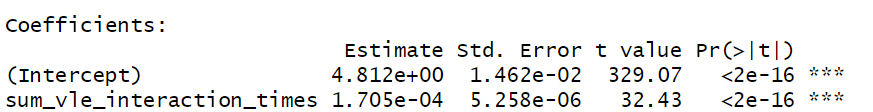 Coefficients:
Estimate Std. Error t value Pr(>|t|)
(Intercept) 4.812e+00 1.462e-02 329.07 <2e-16 ***
sum_vle_interaction_times 1.705e-04 5.258e-06 32.43 <2e-16 ***